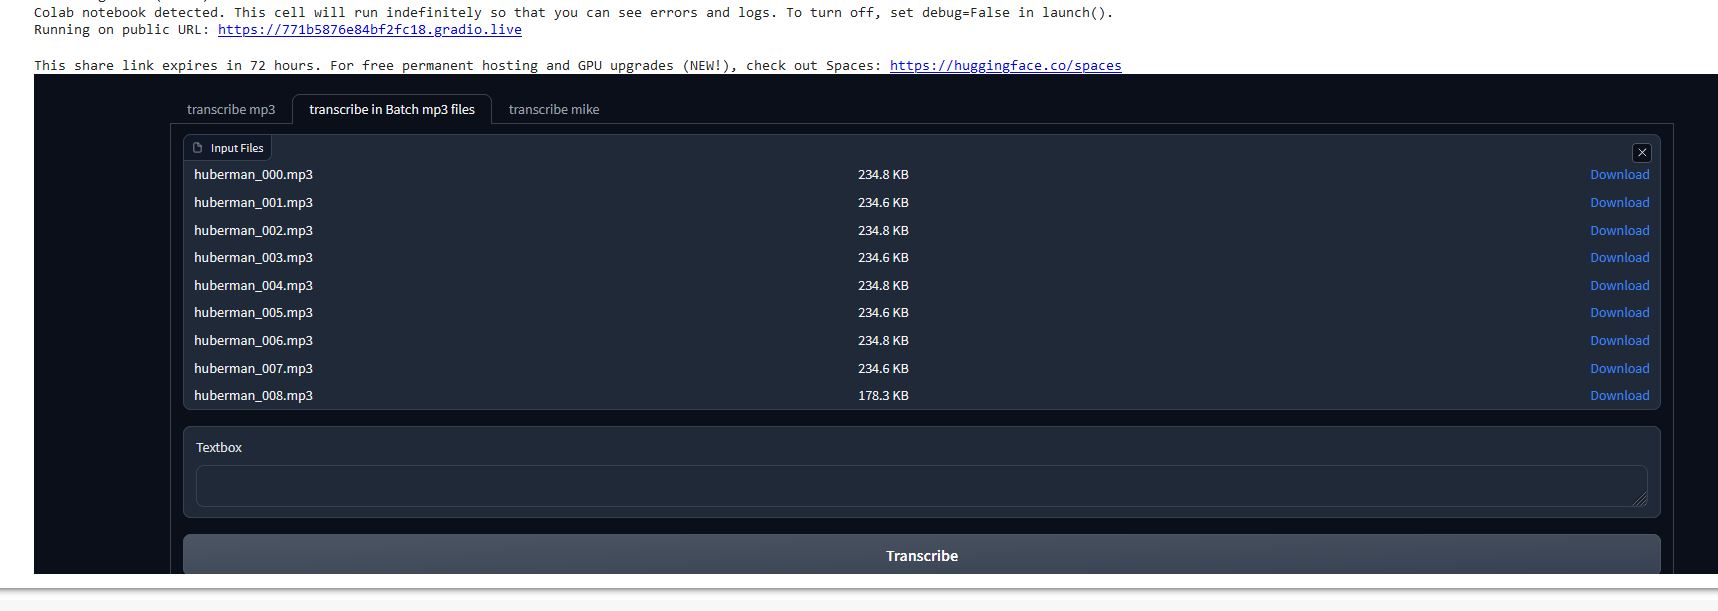 Colab notebook detected. This cell will run indefinitely so that you can see errors and logs. To turn off, set debug=False in launch().
Running on public URL: https://771b5876e84bf2fc18.gradio.live
This share link expires in 72 hours. For free permanent hosting and GPU upgrades (NEW!), check out Spaces: https://huggingface.co/spaces
transcribe mp3 transcribe in Batch mp3 files transcribe mike
Input Files
huberman_000.mp3 234.8 KB Download
huberman_001.mp3 234.6 KB Download
huberman_002.mp3 234.8 KB Download
huberman_003.mp3 234.6 KB Download
huberman_004.mp3 234.8 KB Download
huberman_005.mp3 234.6 KB Download
huberman_006.mp3 234.8 KB Download
huberman_007.mp3 234.6 KB Download
huberman_008.mp3 178.3 KB Download
Textbox
Transcribe